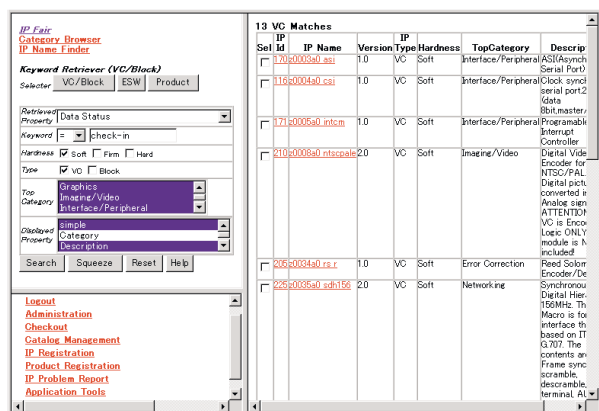 IP Fair
Category Browser
IP Name Finder
Keyword Retriever (VC/Block)
Selecter VC/Block ESW Product
Retrieved Property Data Status
Keyword = check-in
Hardness Soft Firm Hard
Type VC Block
Top Category
Graphics
Imaging/Video
Interface/Peripheral
Displayed Property
simple
Category
Description
Search Squeeze Reset Help
Logout
Administration
Checkout
Catalog Management
IP Registration
Product Registration
IP Problem Report
Application Tools
13 VC Matches
Sel IP Id IP Name Version IP Type Hardness TopCategory Descrip
170 z0003a0 asi 1.0 VC Soft Interface/Peripheral ASI(Asynch
Serial Port)
116 z0004a0 csi 1.0 VC Soft Interface/Peripheral Clock synch
serial port.2
(data
8bit,master/
171 z0005a0 intcm 1.0 VC Soft Interface/Peripheral Programable
Interrupt
Controller
210 z0008a0 ntscpale 2.0 VC Soft Imaging/Video Digital Vide
Encoder for
NTSC/PAL.
Digital pictu
converted i
Analog sign
ATTENTION
VC is Enco
Logic ONLY
module is N
included!
205 z0034a0 rs r 1.0 VC Soft Error Correction Reed Solom
Encoder/De
225 z0035a0 sdh156 2.0 VC Soft Networking Synchronou
Digital Hier
156MHz. Th
Macro is fo
interface th
based on IT
G.707. The
contents ar
Frame sync
scramble,
descramble,
terminal, AU